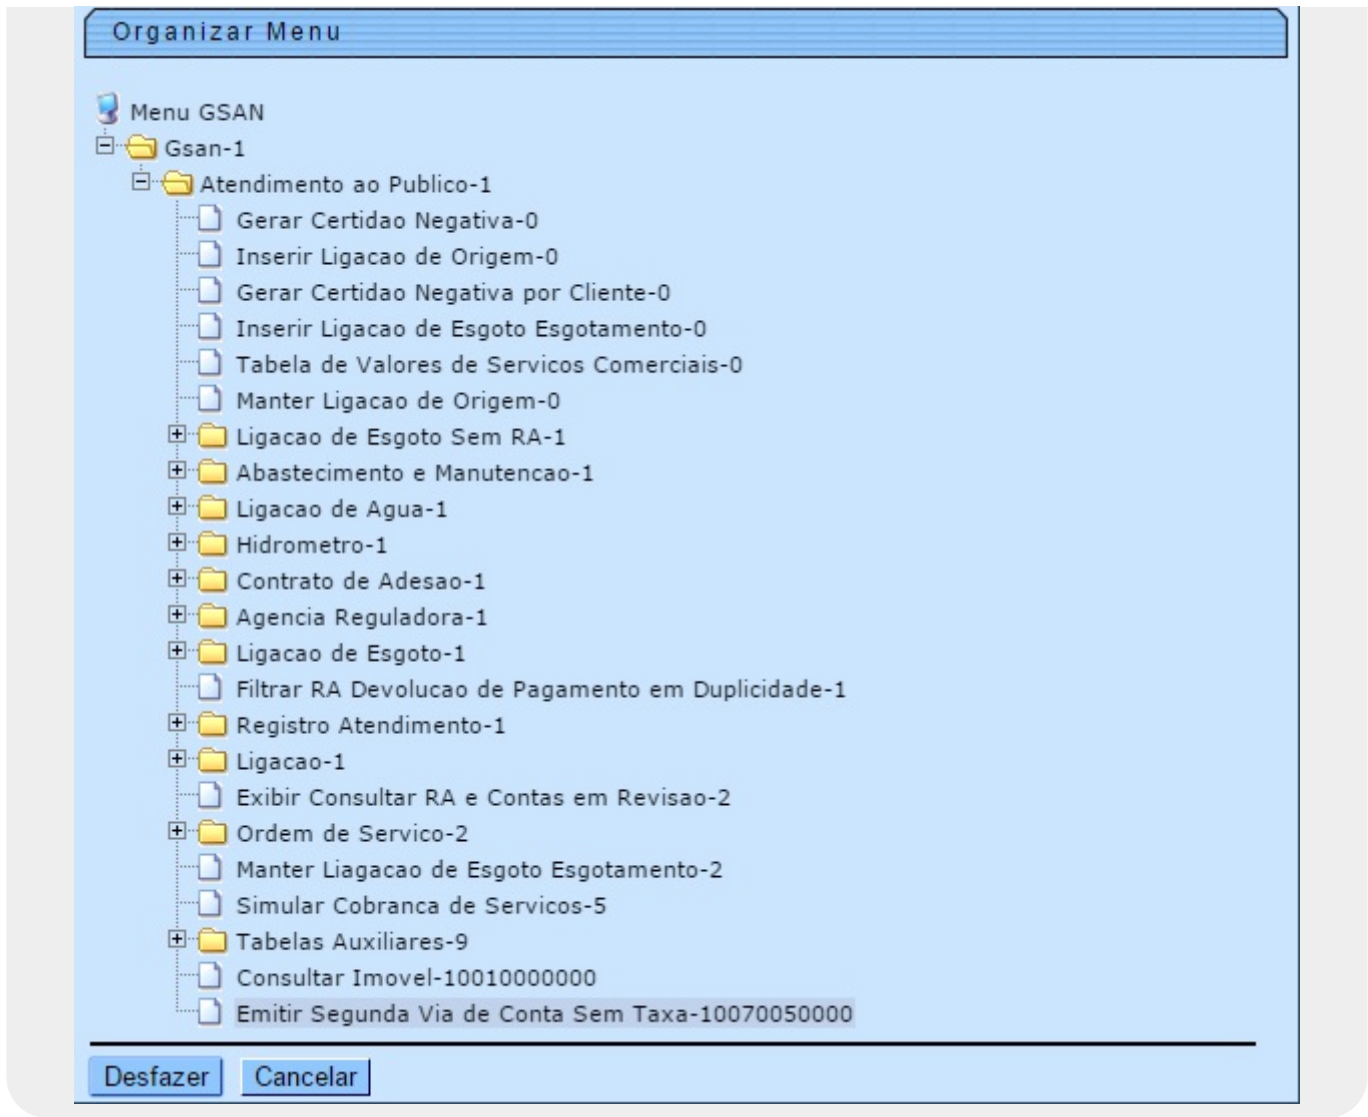 Organizar Menu
Menu GSAN
Gsan-1
Atendimento ao Publico-1
Gerar Certidao Negativa-0
Inserir Ligacao de Origem-0
Gerar Certidao Negativa por Cliente-0
Inserir Ligacao de Esgoto Esgotamento-0
Tabela de Valores de Servicos Comerciais-0
Manter Ligacao de Origem-0
Ligacao de Esgoto Sem RA-1
Abastecimento e Manutencao-1
Ligacao de Agua-1
Hidrometro-1
Contrato de Adesao-1
Agencia Reguladora-1
Ligacao de Esgoto-1
Filtrar RA Devolucao de Pagamento em Duplicidade-1
Registro Atendimento-1
Ligacao-1
Exibir Consultar RA e Contas em Revisao-2
Ordem de Servico-2
Manter Liagacao de Esgoto Esgotamento-2
Simular Cobranca de Servicos-5
Tabelas Auxiliares-9
Consultar Imovel-10010000000
Emitir Segunda Via de Conta Sem Taxa-10070050000
Desfazer Cancelar